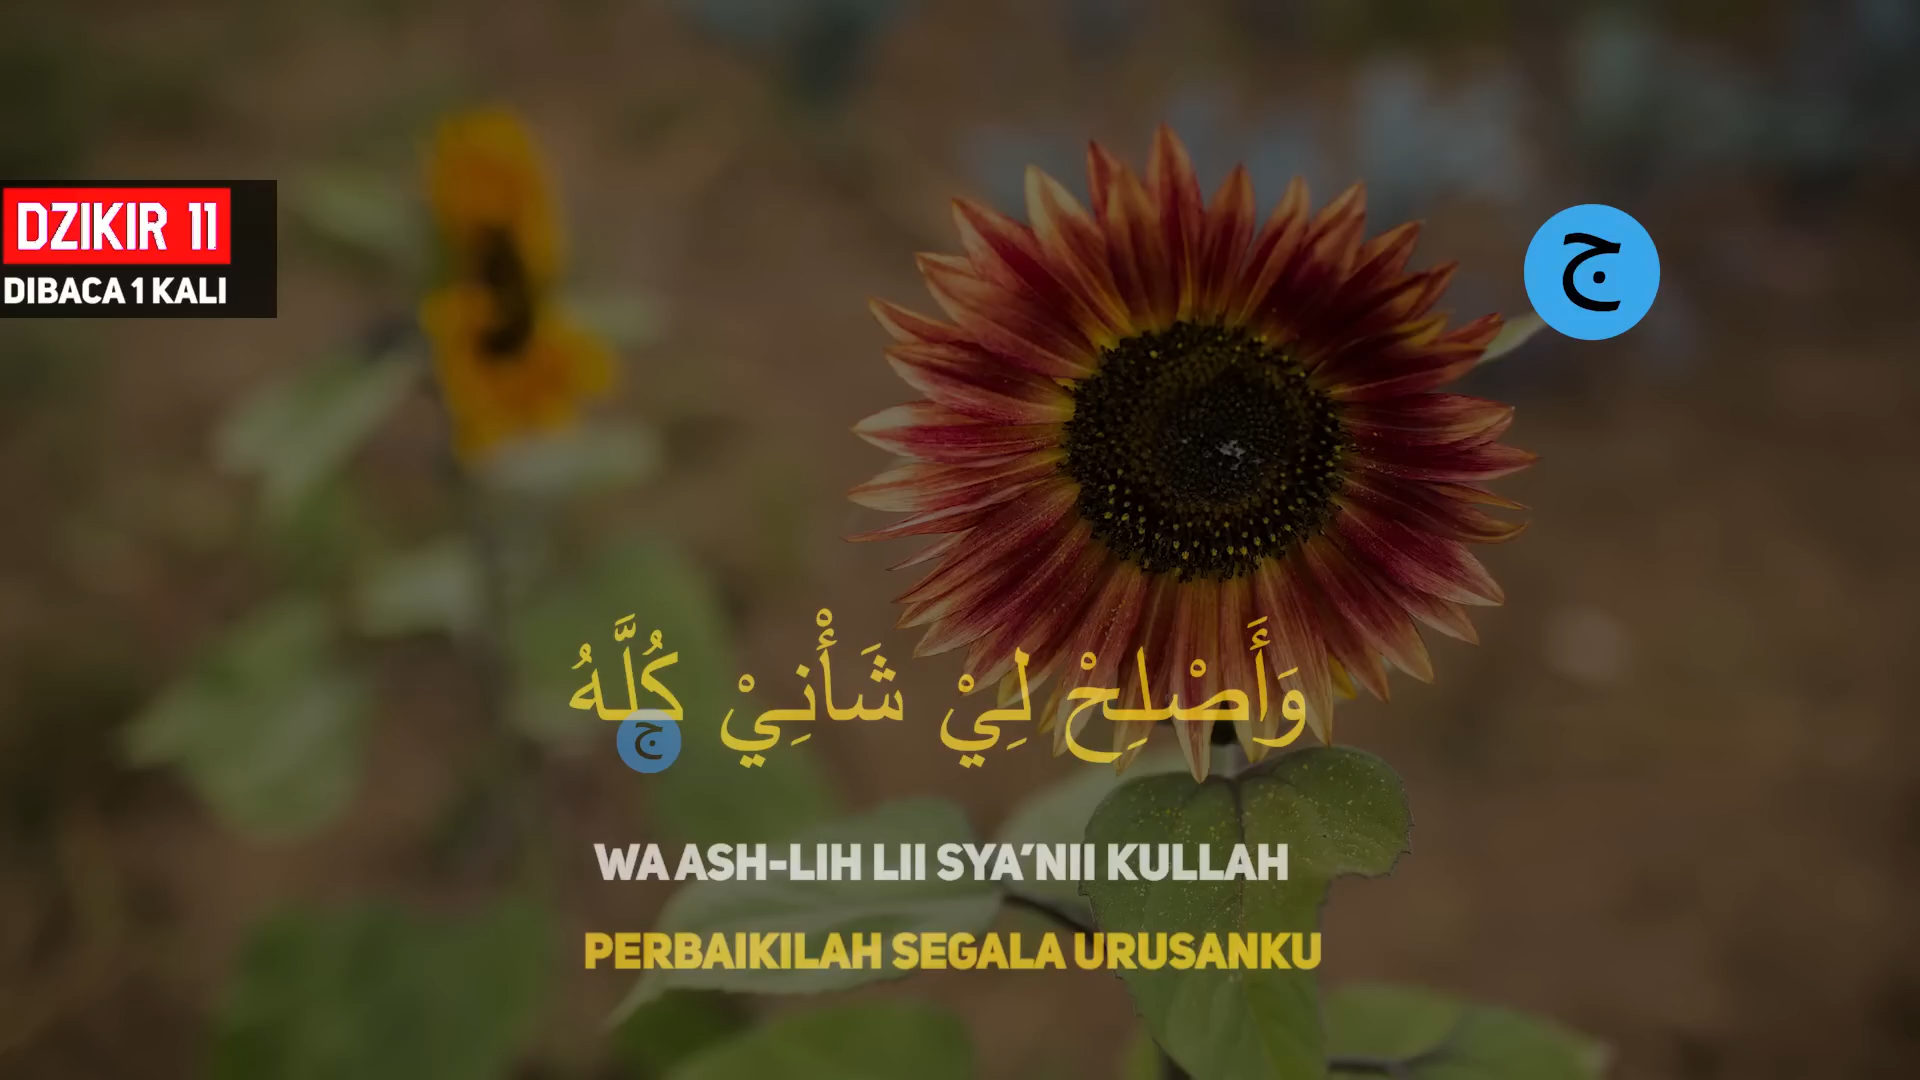 DZIKIR 11
DIBACA 1 KALI
ج
وَأَصْلِحْ لِيْ شَأْنِيْ كُلَّهُ
ج
WA ASH-LIH LII SYA'NII KULLAH
PERBAIKILAH SEGALA URUSANKU